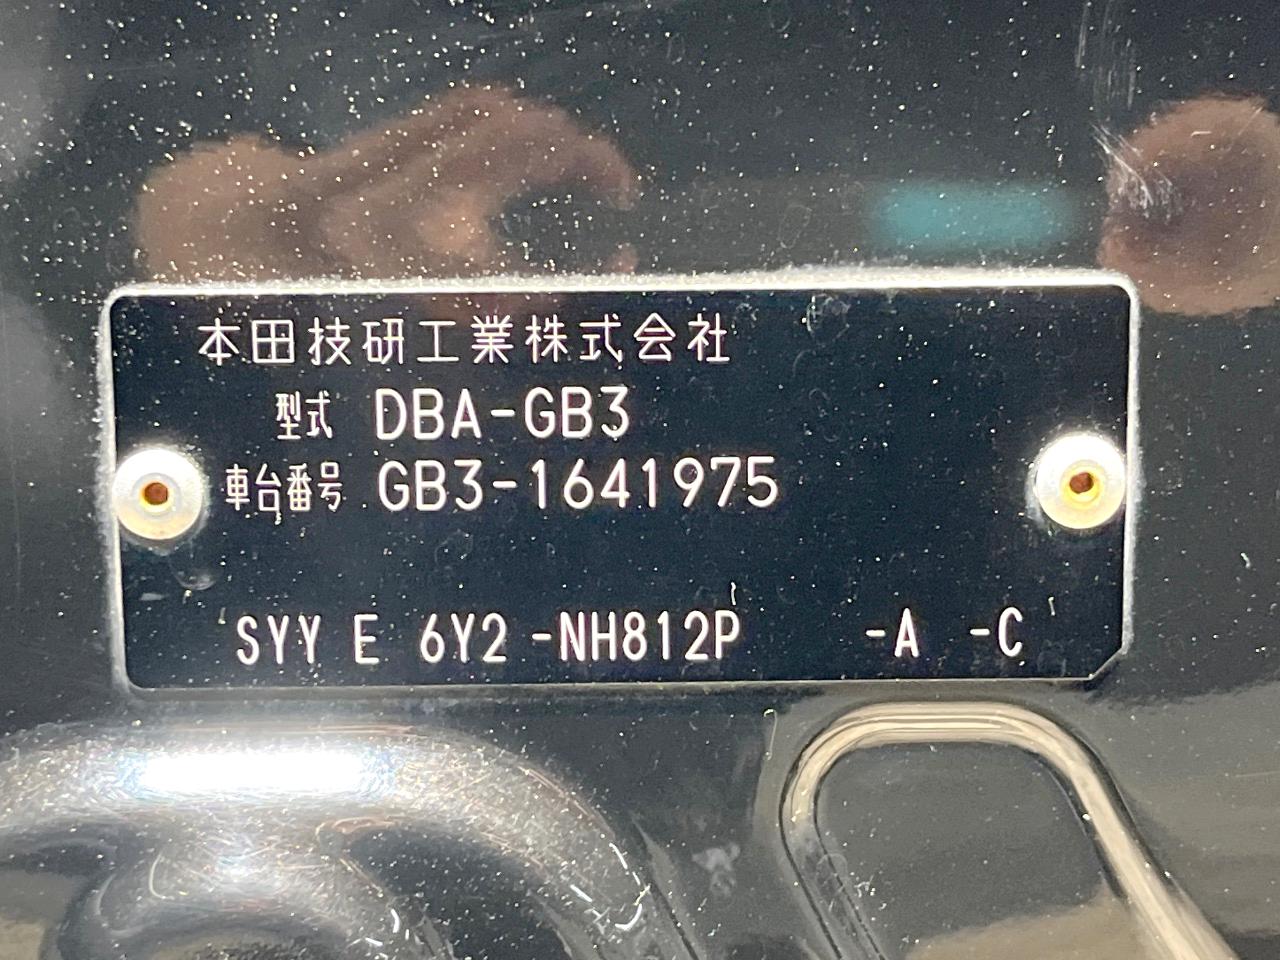 本田技研工業株式会社
型式 DBA-GB3
車台番号 GB3-1641975
SYY E 6Y2 -NH812P -A -C